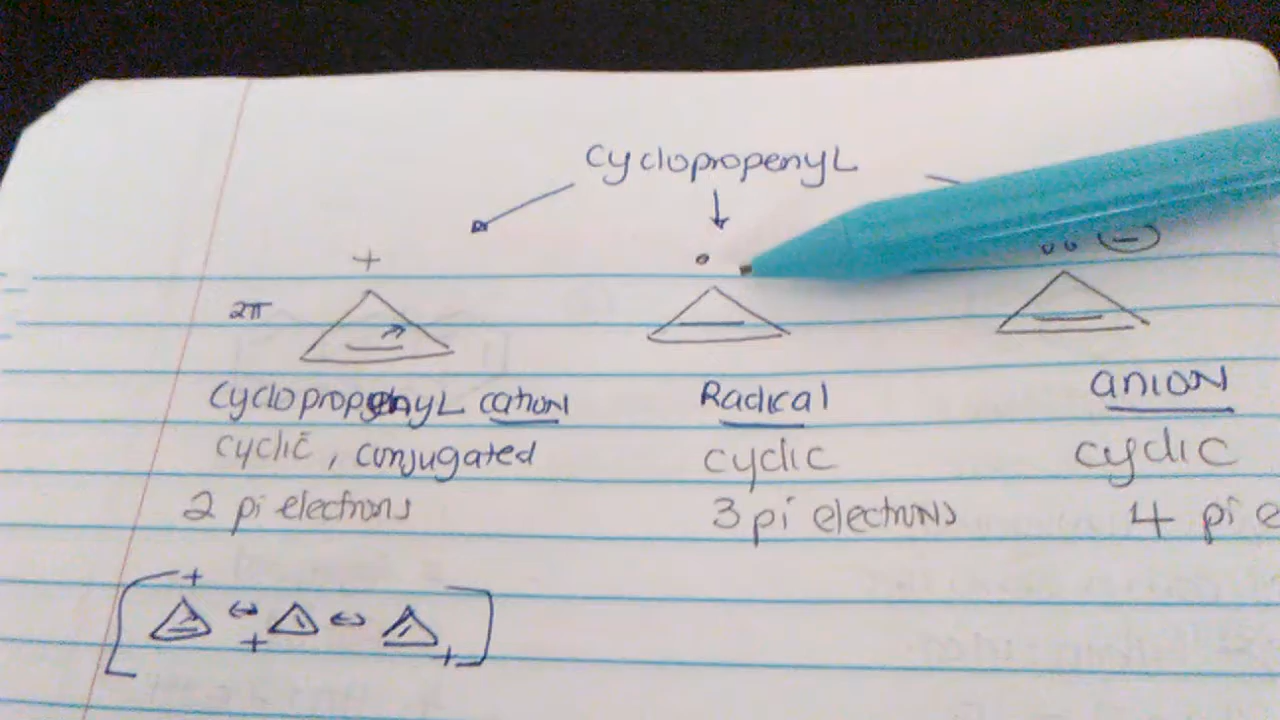 CyclopropenyL
+
• •• (-)
2π
CyclopropenyL cation Radical anion
cyclic, conjugated cyclic cyclic
2 pi electrons 3 pi electrons 4 pi e
+
↔ ↔
+ +